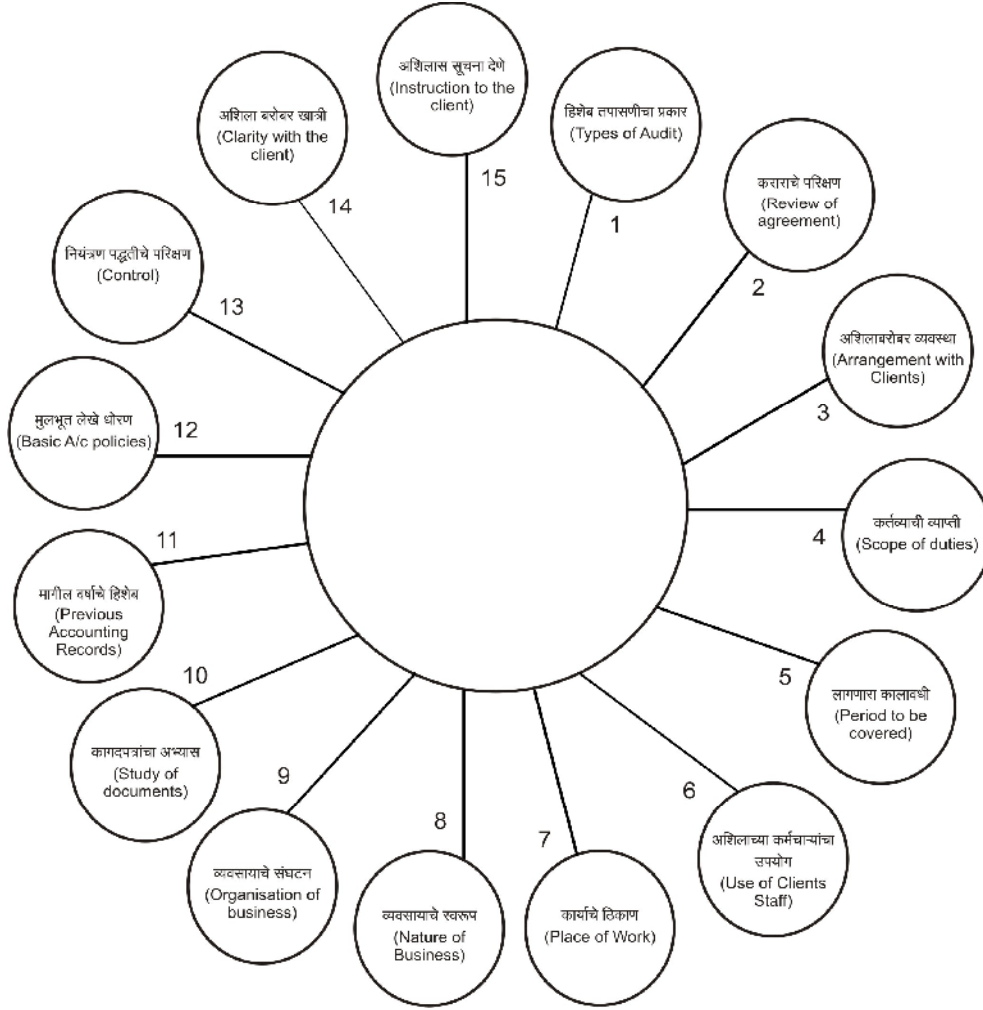 हिशेब तपासणीचा प्रकार
(Types of Audit)
1
कराराचे परिक्षण
(Review of
agreement)
2
अशिलाबरोबर व्यवस्था
(Arrangement with
Clients)
3
कर्तव्याची व्याप्ती
(Scope of duties)
4
लागणारा कालावधी
(Period to be
covered)
5
अशिलाच्या कर्मचाऱ्यांचा
उपयोग
(Use of Clients
Staff)
6
कार्याचे ठिकाण
(Place of Work)
7
व्यवसायाचे स्वरूप
(Nature of
Business)
8
व्यवसायाचे संघटन
(Organisation of
business)
9
कागदपत्रांचा अभ्यास
(Study of
documents)
10
मागील वर्षाचे हिशेब
(Previous
Accounting
Records)
11
मुलभूत लेखे धोरण
(Basic A/c policies)
12
नियंत्रण पद्धतीचे परिक्षण
(Control)
13
अशिला बरोबर खात्री
(Clarity with the
client)
14
अशिलास सूचना देणे
(Instruction to the
client)
15